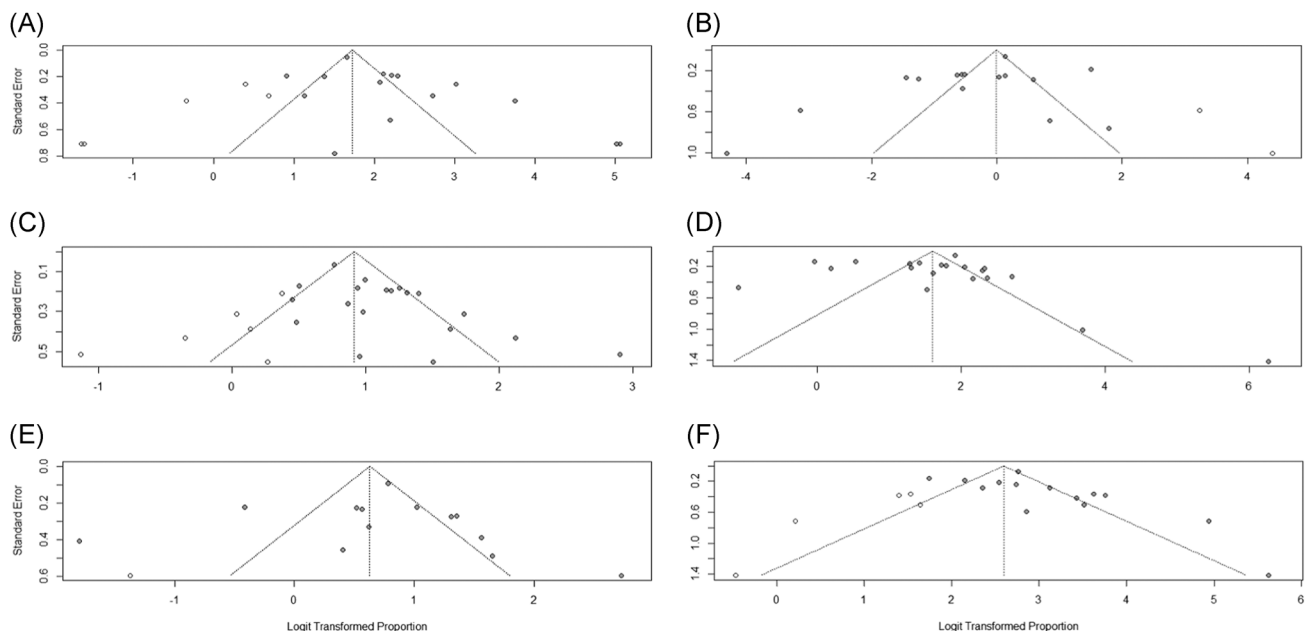 (A)
Standard Error
0.0
0.2
0.4
0.6
0.8
-1 0 1 2 3 4 5
(B)
0.2
0.6
1.0
-4 -2 0 2 4
(C)
Standard Error
0.1
0.3
0.5
-1 0 1 2 3
(D)
0.2
0.6
1.0
1.4
0 2 4 6
(E)
Standard Error
0.0
0.2
0.4
0.6
-1 0 1 2
Logit Transformed Proportion
(F)
0.2
0.6
1.0
1.4
0 1 2 3 4 5 6
Logit Transformed Proportion